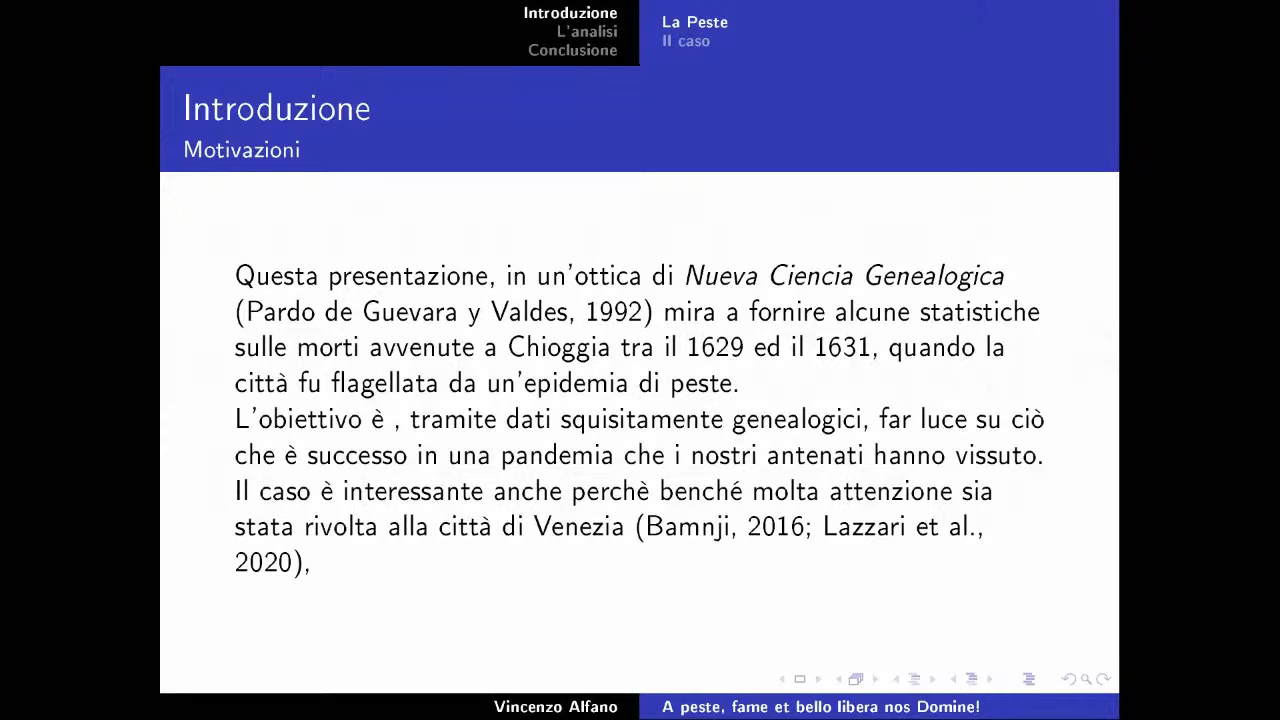 Introduzione
L'analisi
Conclusione
La Peste
Il caso
Introduzione
Motivazioni
Questa presentazione, in un'ottica di Nueva Ciencia Genealogica
(Pardo de Guevara y Valdes, 1992) mira a fornire alcune statistiche
sulle morti avvenute a Chioggia tra il 1629 ed il 1631, quando la
città fu flagellata da un'epidemia di peste.
L'obiettivo è , tramite dati squisitamente genealogici, far luce su ciò
che è successo in una pandemia che i nostri antenati hanno vissuto.
Il caso è interessante anche perchè benché molta attenzione sia
stata rivolta alla città di Venezia (Bamnji, 2016; Lazzari et al.,
2020),
Vincenzo Alfano
A peste, fame et bello libera nos Domine!